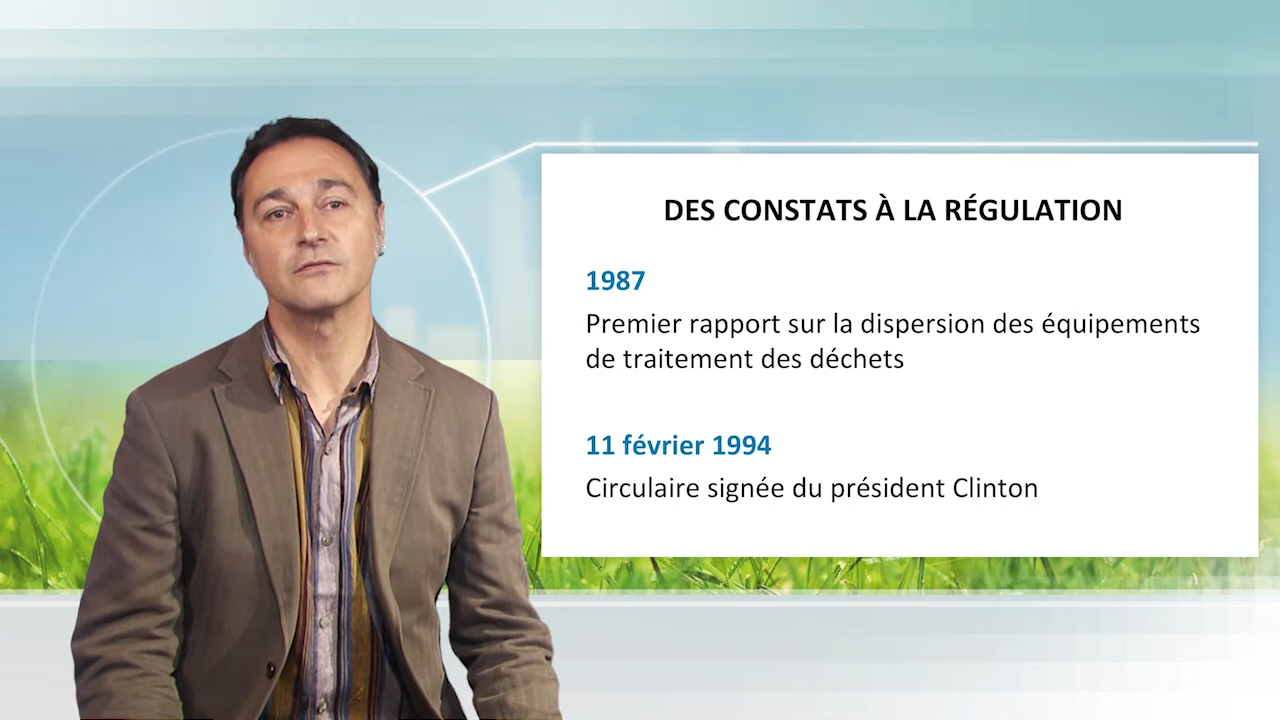 DES CONSTATS À LA RÉGULATION
1987
Premier rapport sur la dispersion des équipements
de traitement des déchets
11 février 1994
Circulaire signée du président Clinton